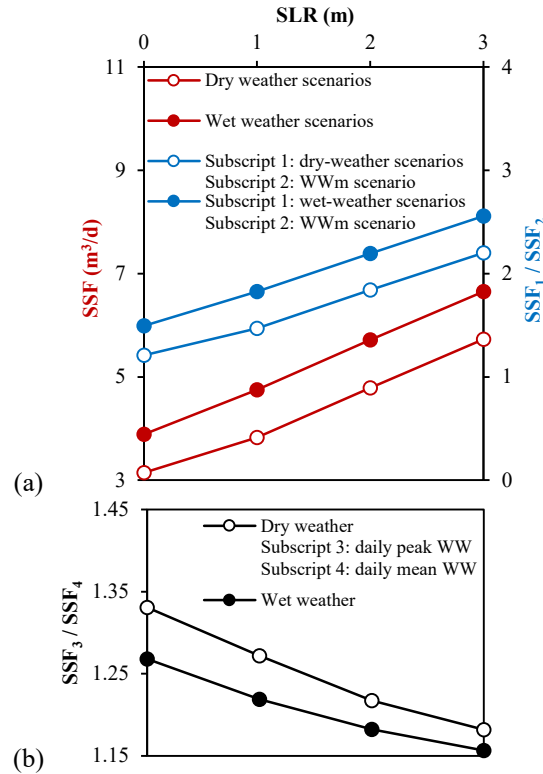 SLR (m)
0 1 2 3
11 4
Dry weather scenarios
Wet weather scenarios
9 3
Subscript 1: dry-weather scenarios
Subscript 2: WWm scenario
Subscript 1: wet-weather scenarios
Subscript 2: WWm scenario
SSF (m³/d)
7 2
SSF₁ / SSF₂
5 1
(a) 3 0
1.45
Dry weather
Subscript 3: daily peak WW
Subscript 4: daily mean WW
1.35
Wet weather
SSF₃ / SSF₄
1.25
(b) 1.15